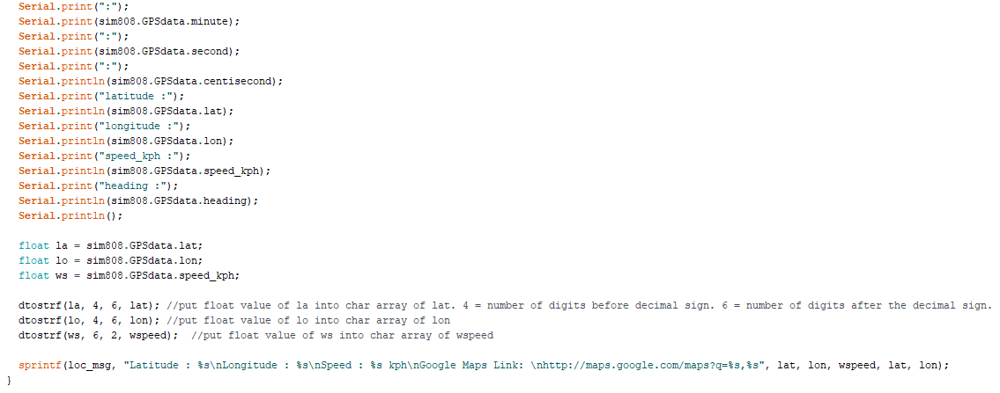 Serial.print(":");
Serial.print(sim808.GPSdata.minute);
Serial.print(":");
Serial.print(sim808.GPSdata.second);
Serial.print(":");
Serial.println(sim808.GPSdata.centisecond);
Serial.print("latitude :");
Serial.println(sim808.GPSdata.lat);
Serial.print("longitude :");
Serial.println(sim808.GPSdata.lon);
Serial.print("speed_kph :");
Serial.println(sim808.GPSdata.speed_kph);
Serial.print("heading :");
Serial.println(sim808.GPSdata.heading);
Serial.println();
float la = sim808.GPSdata.lat;
float lo = sim808.GPSdata.lon;
float ws = sim808.GPSdata.speed_kph;
dtostrf(la, 4, 6, lat); //put float value of la into char array of lat. 4 = number of digits before decimal sign. 6 = number of digits after the decimal sign.
dtostrf(lo, 4, 6, lon); //put float value of lo into char array of lon
dtostrf(ws, 6, 2, wspeed);  //put float value of ws into char array of wspeed
sprintf(loc_msg, "Latitude : %s\nLongitude : %s\nSpeed : %s kph\nGoogle Maps Link: \nhttp://maps.google.com/maps?q=%s,%s", lat, lon, wspeed, lat, lon);
}